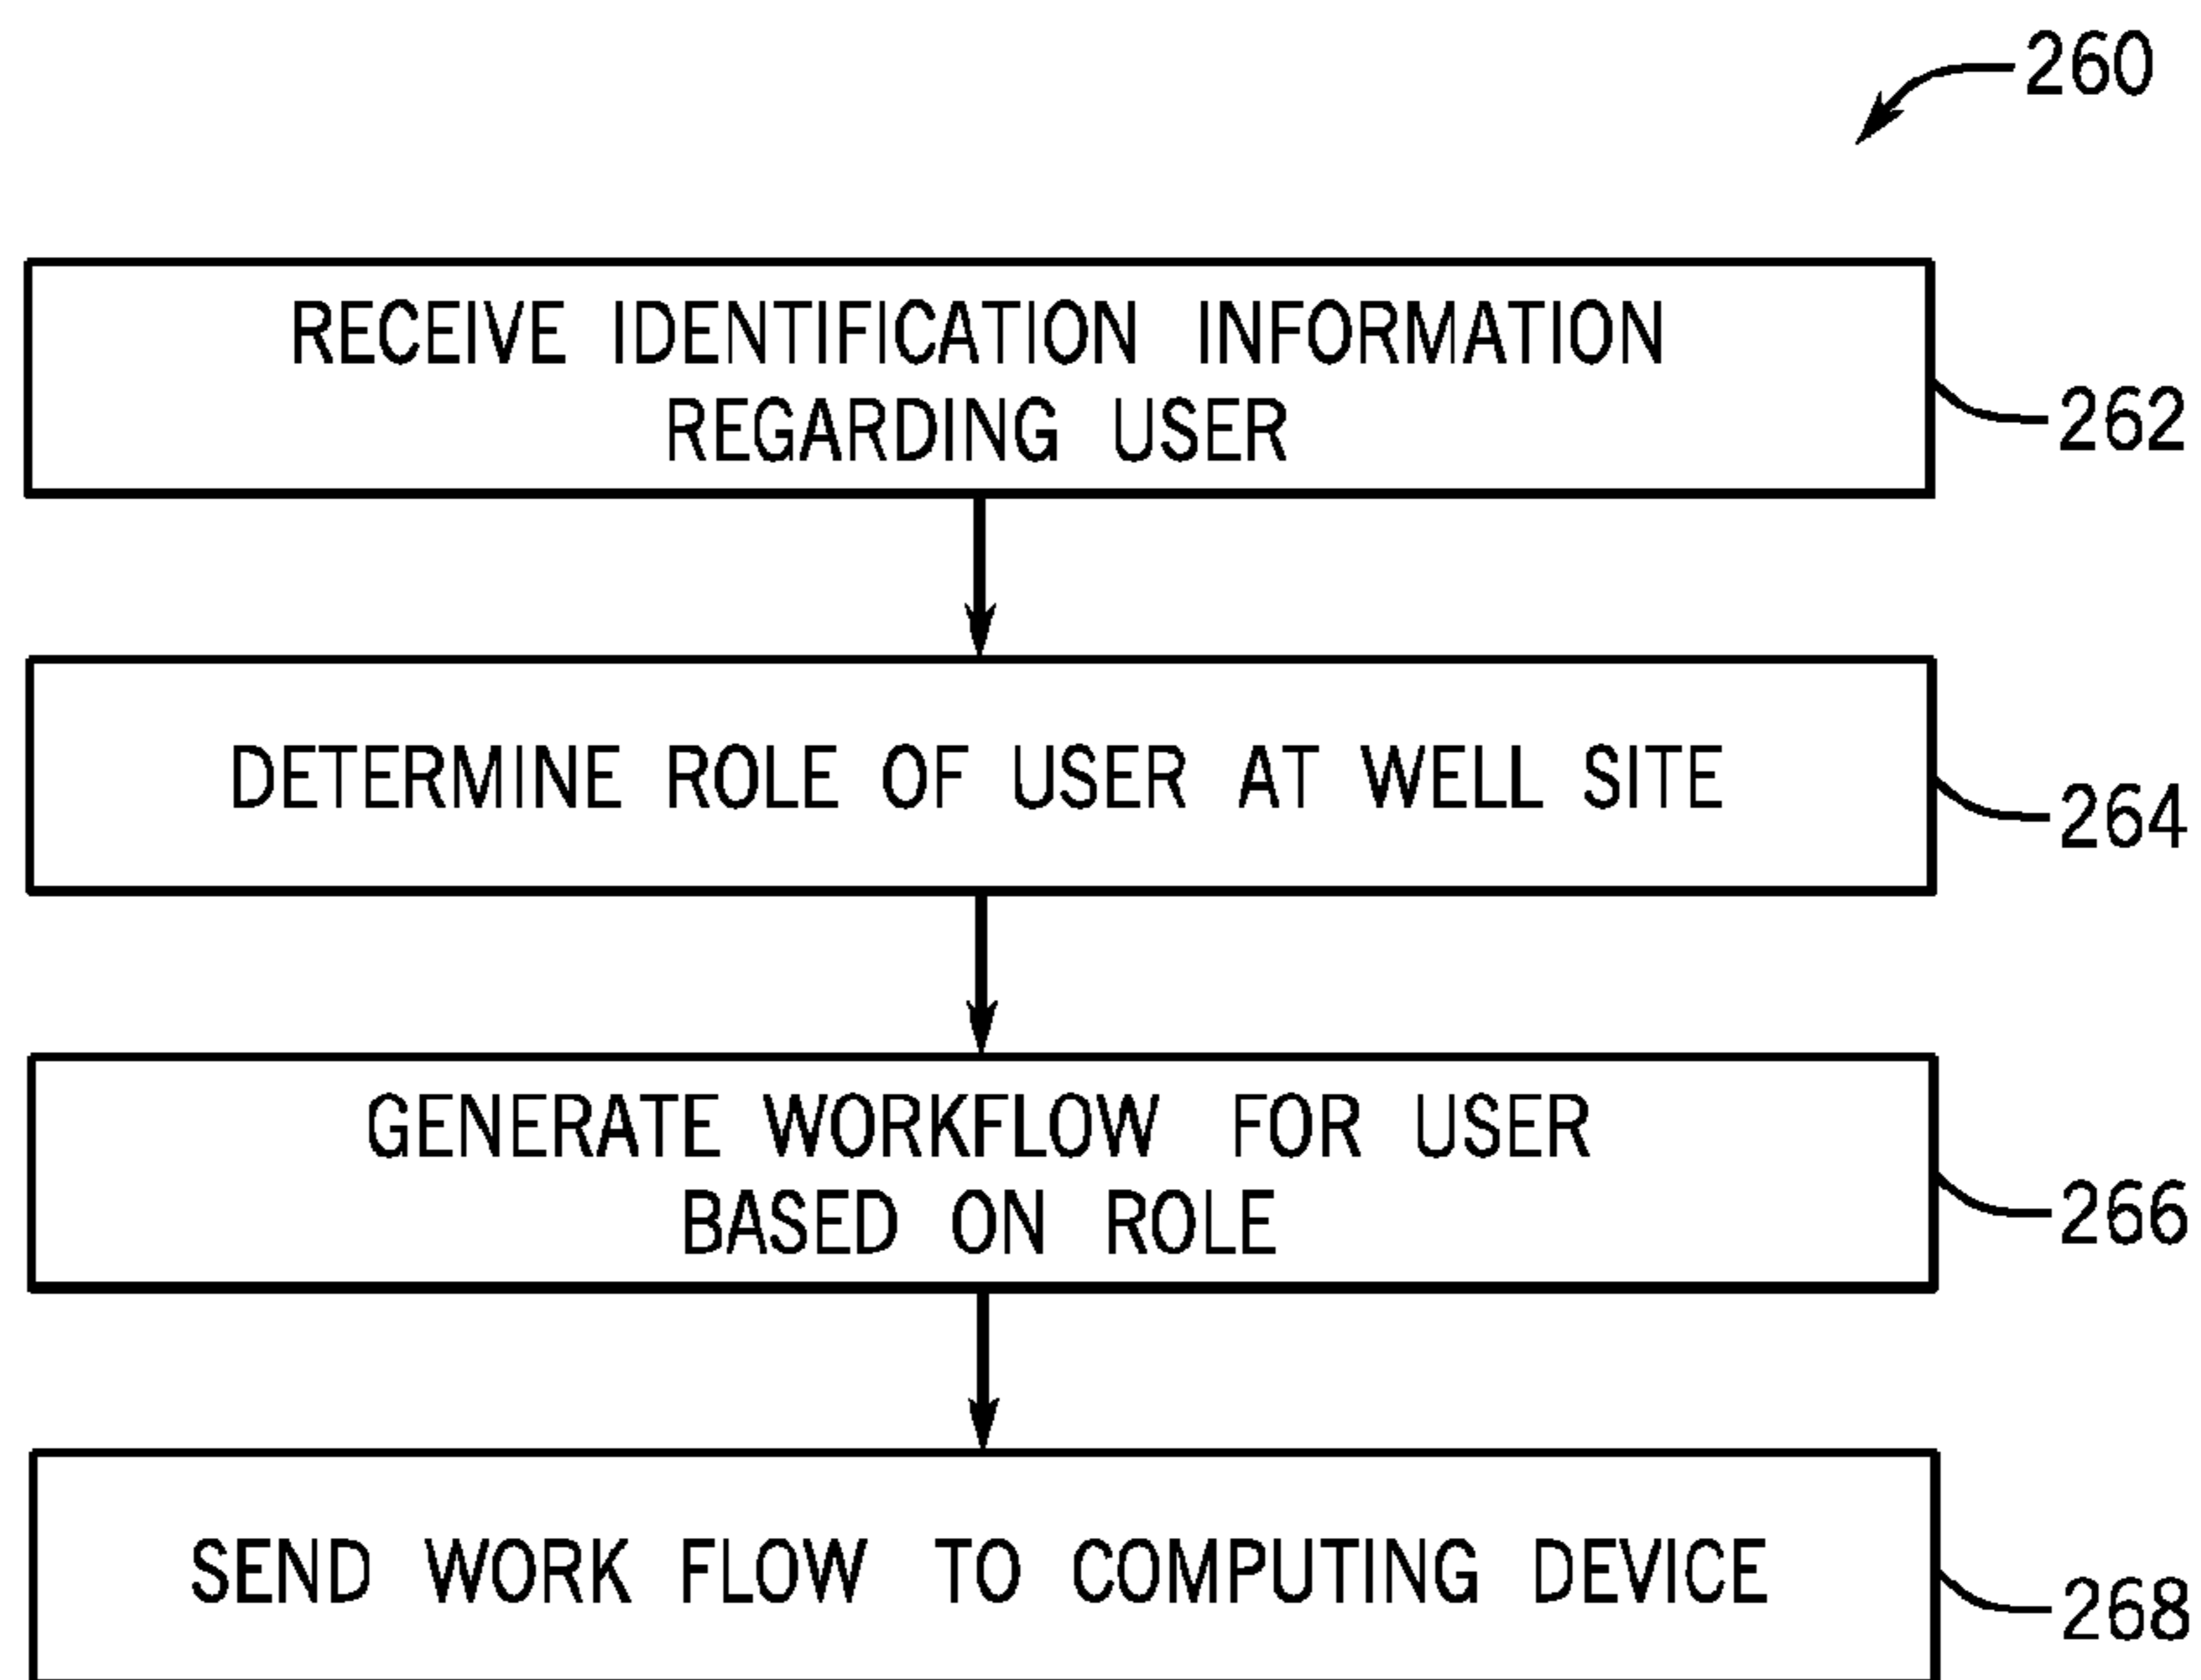 260
RECEIVE IDENTIFICATION INFORMATION
REGARDING USER
262
DETERMINE ROLE OF USER AT WELL SITE
264
GENERATE WORKFLOW FOR USER
BASED ON ROLE
266
SEND WORK FLOW TO COMPUTING DEVICE
268